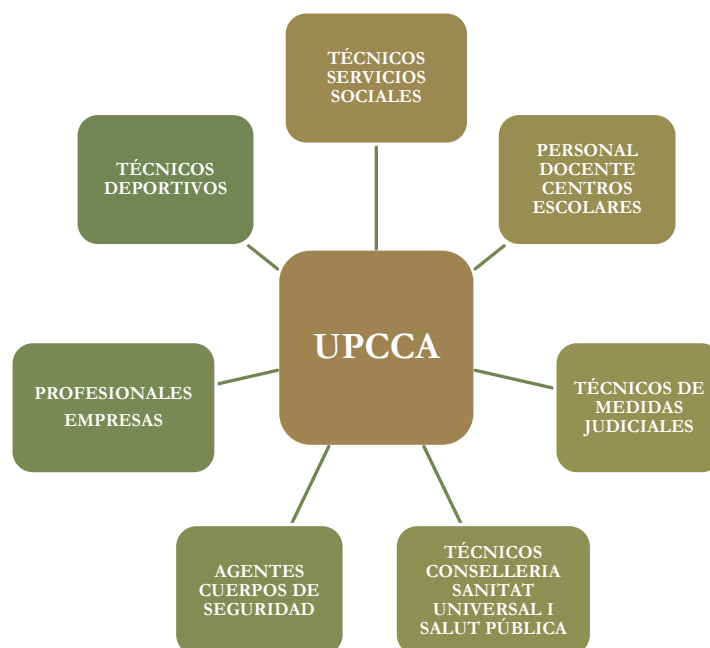 TÉCNICOS
SERVICIOS
SOCIALES
TÉCNICOS
DEPORTIVOS
PERSONAL
DOCENTE
CENTROS
ESCOLARES
UPCCA
PROFESIONALES
EMPRESAS
TÉCNICOS DE
MEDIDAS
JUDICIALES
AGENTES
CUERPOS DE
SEGURIDAD
TÉCNICOS
CONSELLERIA
SANITAT
UNIVERSAL I
SALUT PÚBLICA